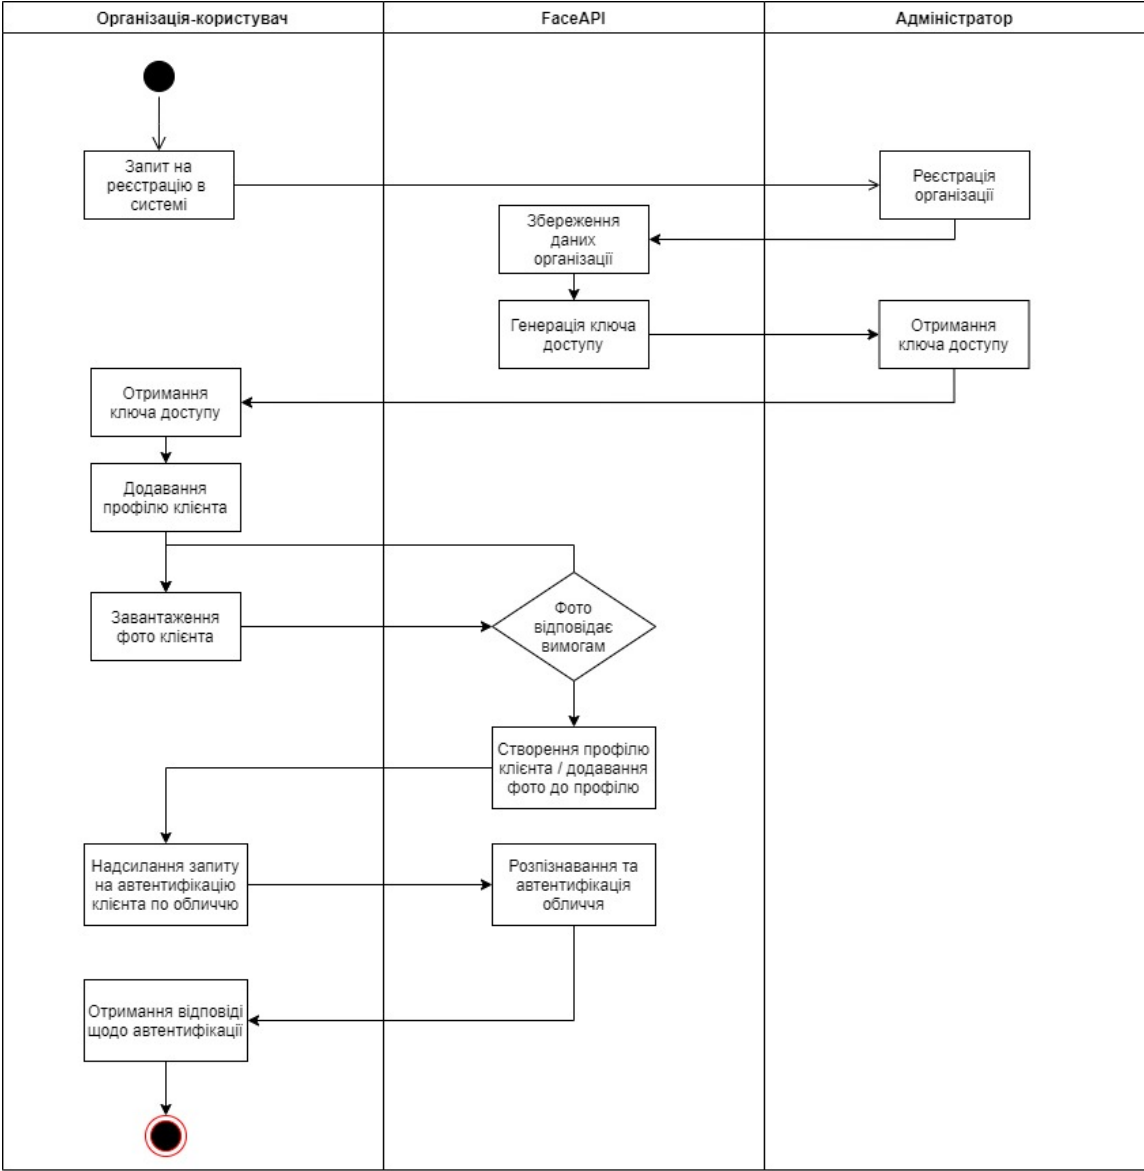 Організація-користувач
FaceAPI
Адміністратор
Запит на
реєстрацію в
системі
Реєстрація
організації
Збереження
даних
організації
Генерація ключа
доступу
Отримання
ключа доступу
Отримання
ключа доступу
Додавання
профілю клієнта
Завантаження
фото клієнта
Фото
відповідає
вимогам
Створення профілю
клієнта / додавання
фото до профілю
Надсилання запиту
на автентифікацію
клієнта по обличчю
Розпізнавання та
автентифікація
обличчя
Отримання відповіді
щодо автентифікації